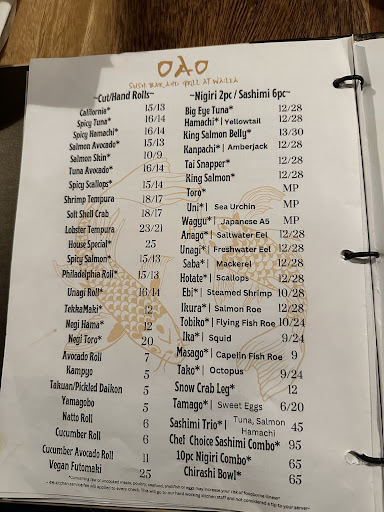 OAO
SUSHI BAR AND GRILL AT WAILEA
~Cut/Hand Rolls~
California* 15/13
Spicy Tuna* 16/14
Spicy Hamachi* 16/14
Salmon Avocado* 15/13
Salmon Skin* 10/9
Tuna Avocado* 16/14
Spicy Scallops* 15/14
Shrimp Tempura 18/17
Soft Shell Crab 18/17
Lobster Tempura 23/21
House Special* 25
Spicy Salmon* 15/13
Philadelphia Roll* 15/13
Unagi Roll* 16/14
TekkaMaki* 12
Negi Hama* 12
Negi Toro* 20
Avocado Roll 7
Kampyo 5
Takuan/Pickled Daikon 5
Yamagobo 5
Natto Roll 6
Cucumber Roll 6
Cucumber Avocado Roll 11
Vegan Futomaki 25
~Nigiri 2pc / Sashimi 6pc~
Big Eye Tuna* 12/28
Hamachi* | Yellowtail 12/28
King Salmon Belly* 13/30
Kanpachi* | Amberjack 12/28
Tai Snapper* 12/28
King Salmon* 12/28
Toro* MP
Uni* | Sea Urchin MP
Wagyu* | Japanese A5 MP
Anago* | Saltwater Eel 12/28
Unagi* | Freshwater Eel 12/28
Saba* | Mackerel 12/28
Hotate* | Scallops 12/28
Ebi* | Steamed Shrimp 10/28
Ikura* | Salmon Roe 12/28
Tobiko* | Flying Fish Roe 10/24
Ika* | Squid 9/24
Masago* | Capelin Fish Roe 9
Tako* | Octopus 9/24
Snow Crab Leg* 12
Tamago* | Sweet Eggs 6/20
Sashimi Trio* | Tuna, Salmon Hamachi 45
Chef Choice Sashimi Combo* 95
10pc Nigiri Combo* 65
Chirashi Bowl* 65